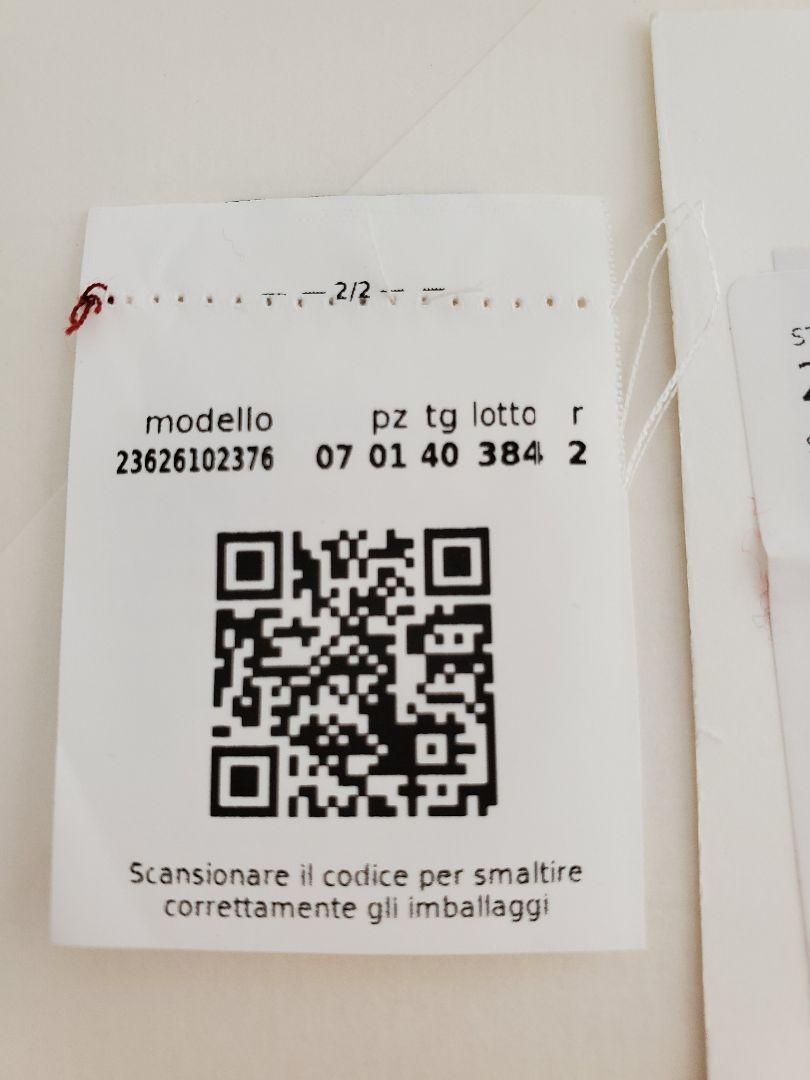 2/2
modello pz tg lotto r
23626102376 07 01 40 384 2
Scansionare il codice per smaltire
correttamente gli imballaggi